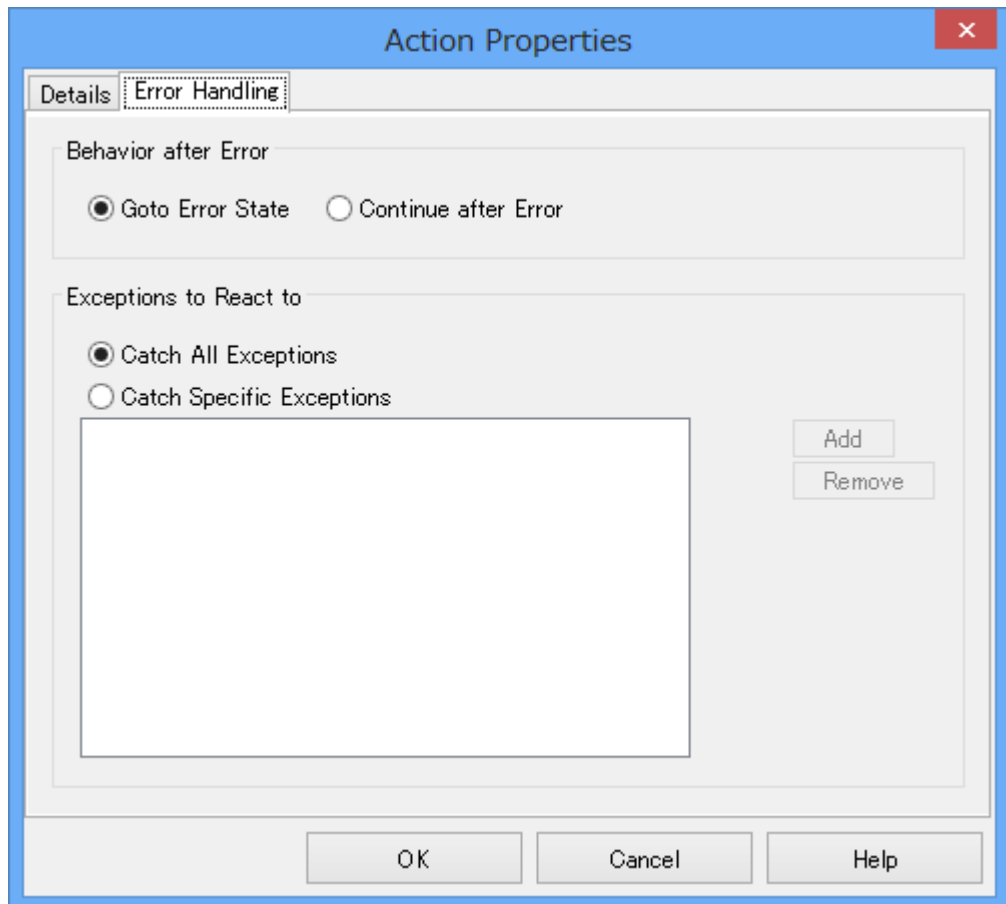 Action Properties
Details Error Handling
Behavior after Error
Goto Error State Continue after Error
Exceptions to React to
Catch All Exceptions
Catch Specific Exceptions
Add
Remove
OK Cancel Help